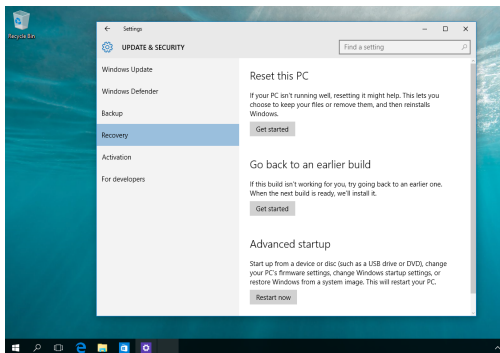 Recycle Bin
Settings
UPDATE & SECURITY
Find a setting
Windows Update
Windows Defender
Backup
Recovery
Activation
For developers
Reset this PC
If your PC isn't running well, resetting it might help. This lets you
choose to keep your files or remove them, and then reinstalls
Windows.
Get started
Go back to an earlier build
If this build isn't working for you, try going back to an earlier one.
When the next build is ready, we'll install it.
Get started
Advanced startup
Start up from a device or disc (such as a USB drive or DVD), change
your PC's firmware settings, change Windows startup settings, or
restore Windows from a system image. This will restart your PC.
Restart now